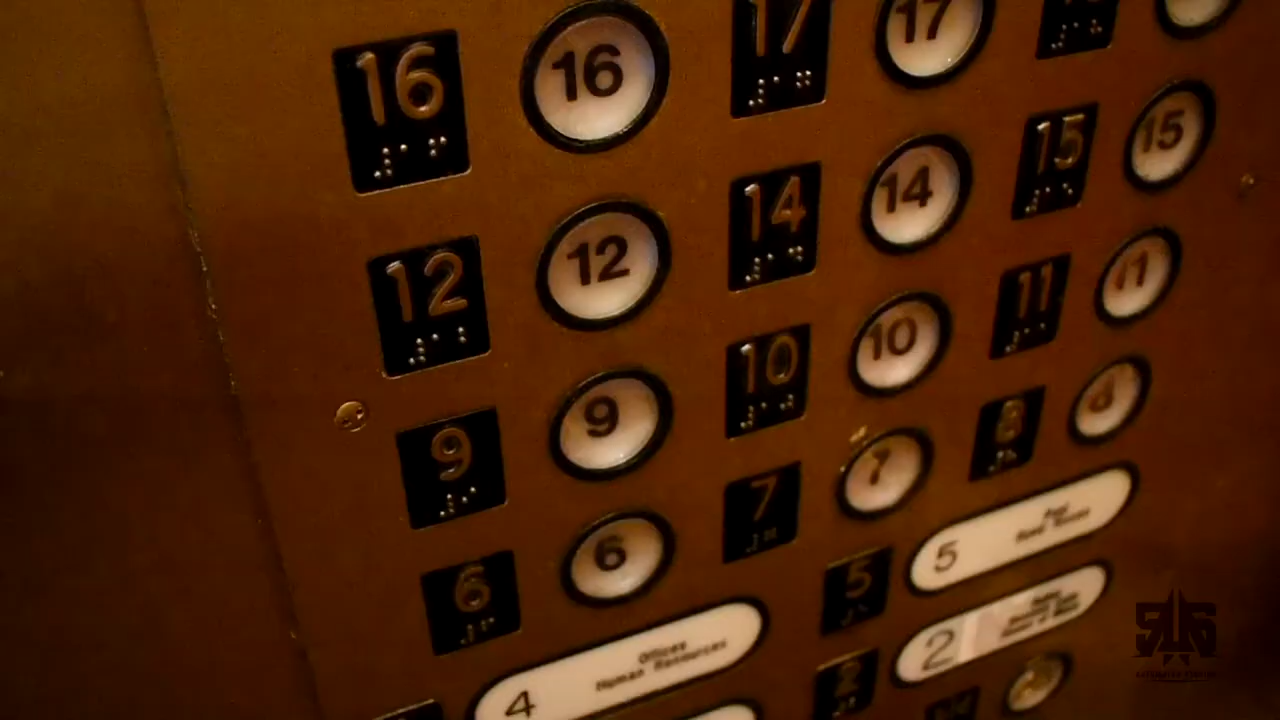 16 16 17 17
14 14 15 15
12 12
10 10 11 11
9 9
7 7 8 8
6 6
5 5
Offices
Human Resources
4
2 2